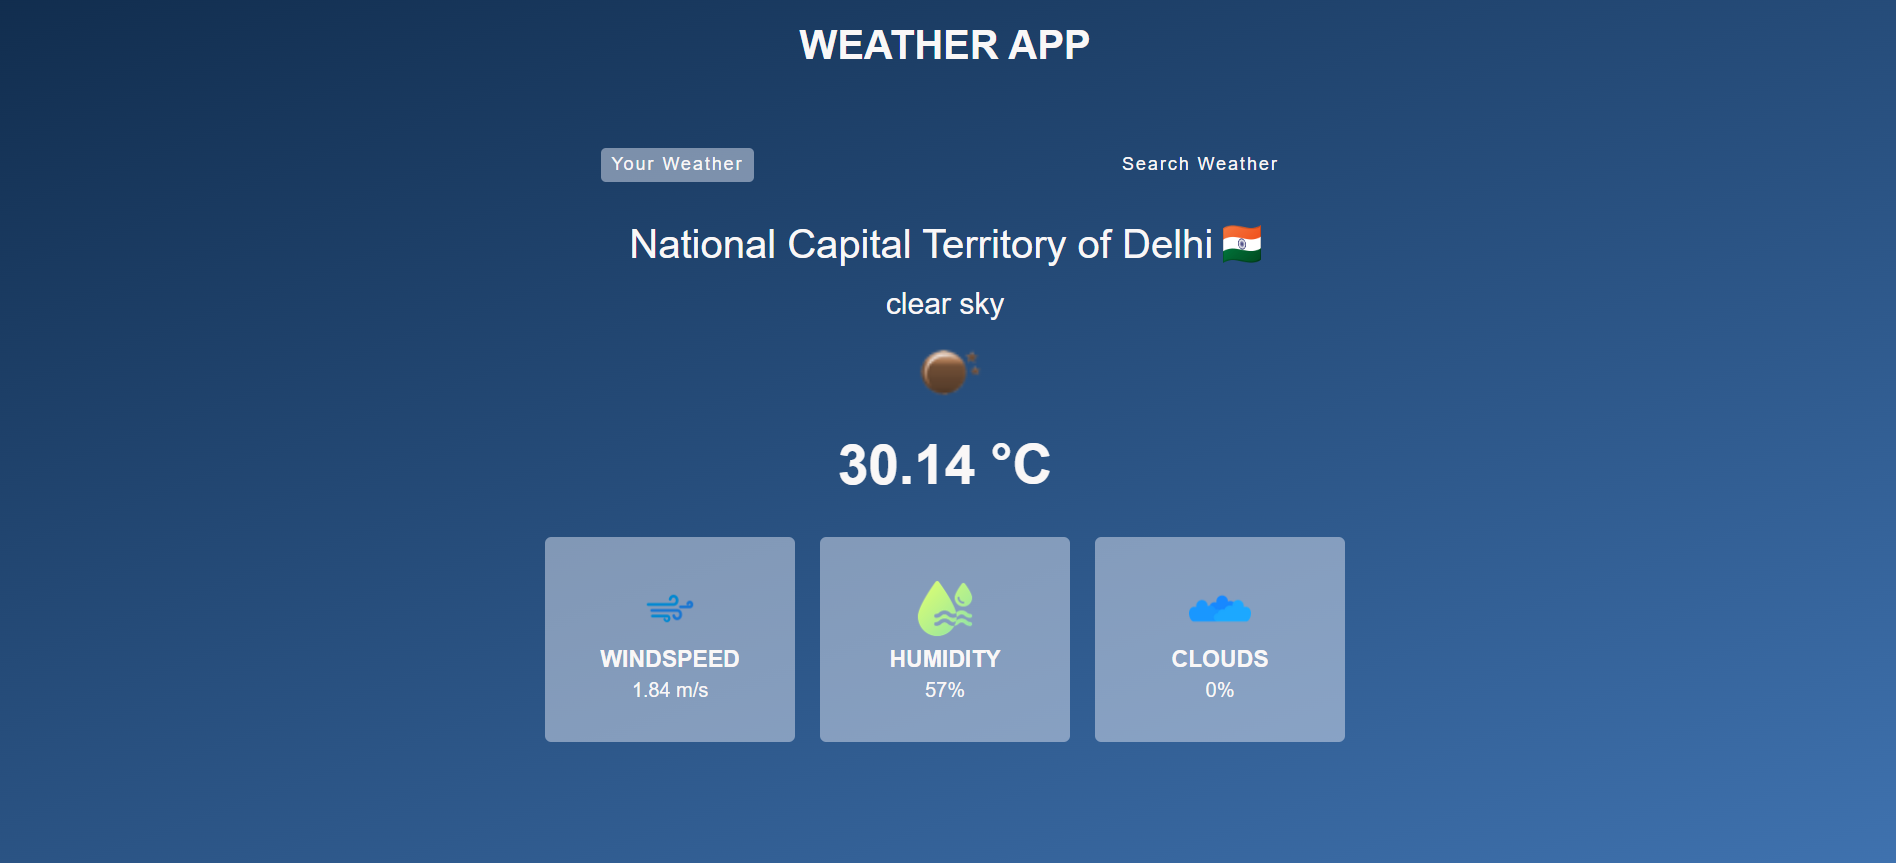 WEATHER APP
Your Weather
Search Weather
National Capital Territory of Delhi
clear sky
30.14 °C
WINDSPEED
1.84 m/s
HUMIDITY
57%
CLOUDS
0%